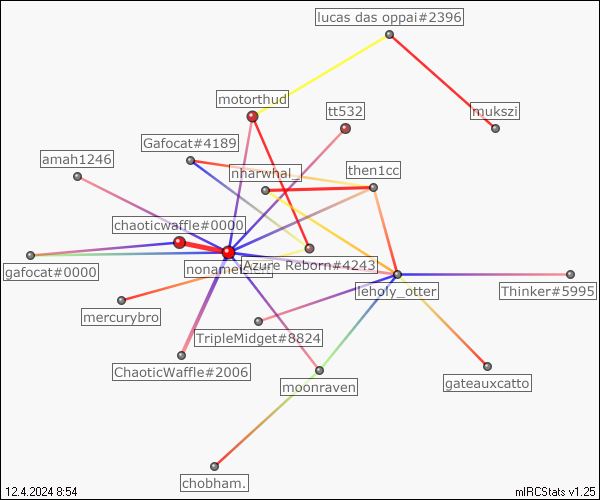 lucas das oppai#2396
motorthud
tt532
mukszi
Gafocat#4189
amah1246
nharwhal_
then1cc
chaoticwaffle#0000
gafocat#0000
Azure Reborn#4243
leholy_otter
Thinker#5995
mercurybro
TripleMidget#8824
ChaoticWaffle#2006
moonraven
gateauxcatto
chobham.
12.4.2024 8:54
mIRCStats v1.25